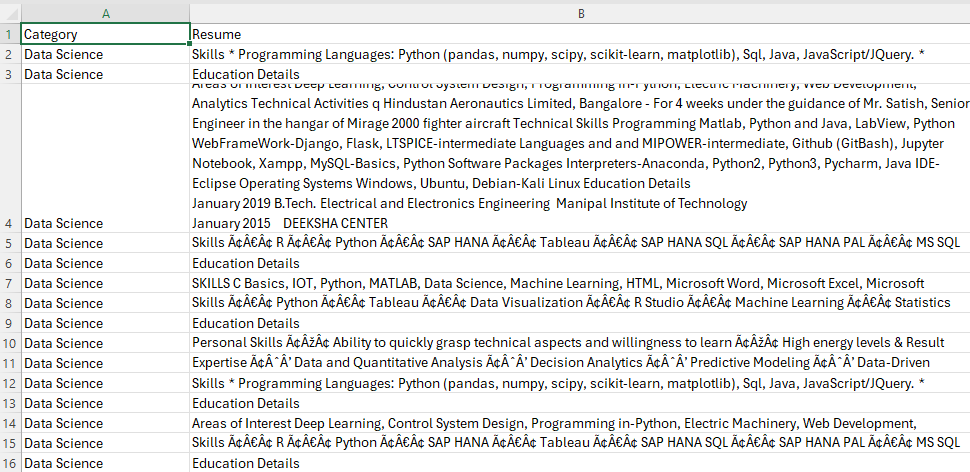 A B
1 Category Resume
2 Data Science Skills * Programming Languages: Python (pandas, numpy, scipy, scikit-learn, matplotlib), Sql, Java, JavaScript/JQuery. *
3 Data Science Education Details
Areas of Interest Deep Learning, Control System Design, Programming in-Python, Electric Machinery, Web Development,
Analytics Technical Activities q Hindustan Aeronautics Limited, Bangalore - For 4 weeks under the guidance of Mr. Satish, Senior
Engineer in the hangar of Mirage 2000 fighter aircraft Technical Skills Programming Matlab, Python and Java, LabView, Python
WebFrameWork-Django, Flask, LTSPICE-intermediate Languages and and MIPOWER-intermediate, Github (GitBash), Jupyter
Notebook, Xampp, MySQL-Basics, Python Software Packages Interpreters-Anaconda, Python2, Python3, Pycharm, Java IDE-
Eclipse Operating Systems Windows, Ubuntu, Debian-Kali Linux Education Details
January 2019 B.Tech. Electrical and Electronics Engineering Manipal Institute of Technology
4 Data Science January 2015 DEEKSHA CENTER
5 Data Science Skills Ã¢Â€Â¢ R Ã¢Â€Â¢ Python Ã¢Â€Â¢ SAP HANA Ã¢Â€Â¢ Tableau Ã¢Â€Â¢ SAP HANA SQL Ã¢Â€Â¢ SAP HANA PAL Ã¢Â€Â¢ MS SQL
6 Data Science Education Details
7 Data Science SKILLS C Basics, IOT, Python, MATLAB, Data Science, Machine Learning, HTML, Microsoft Word, Microsoft Excel, Microsoft
8 Data Science Skills Ã¢Â€Â¢ Python Ã¢Â€Â¢ Tableau Ã¢Â€Â¢ Data Visualization Ã¢Â€Â¢ R Studio Ã¢Â€Â¢ Machine Learning Ã¢Â€Â¢ Statistics
9 Data Science Education Details
10 Data Science Personal Skills Ã¢ÂžÂ¢ Ability to quickly grasp technical aspects and willingness to learn Ã¢ÂžÂ¢ High energy levels & Result
11 Data Science Expertise Ã¢ÂˆÂ’ Data and Quantitative Analysis Ã¢ÂˆÂ’ Decision Analytics Ã¢ÂˆÂ’ Predictive Modeling Ã¢ÂˆÂ’ Data-Driven
12 Data Science Skills * Programming Languages: Python (pandas, numpy, scipy, scikit-learn, matplotlib), Sql, Java, JavaScript/JQuery. *
13 Data Science Education Details
14 Data Science Areas of Interest Deep Learning, Control System Design, Programming in-Python, Electric Machinery, Web Development,
15 Data Science Skills Ã¢Â€Â¢ R Ã¢Â€Â¢ Python Ã¢Â€Â¢ SAP HANA Ã¢Â€Â¢ Tableau Ã¢Â€Â¢ SAP HANA SQL Ã¢Â€Â¢ SAP HANA PAL Ã¢Â€Â¢ MS SQL
16 Data Science Education Details